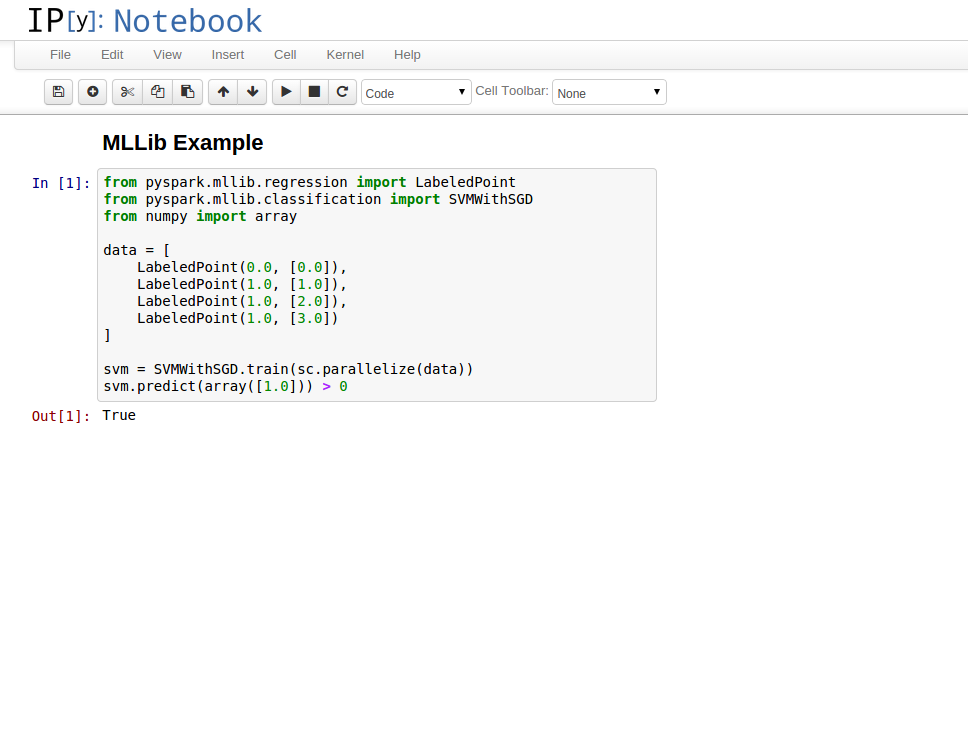 IP[y]: Notebook
File Edit View Insert Cell Kernel Help
Code Cell Toolbar: None
MLLib Example
In [1]: from pyspark.mllib.regression import LabeledPoint
from pyspark.mllib.classification import SVMWithSGD
from numpy import array
data = [
    LabeledPoint(0.0, [0.0]),
    LabeledPoint(1.0, [1.0]),
    LabeledPoint(1.0, [2.0]),
    LabeledPoint(1.0, [3.0])
]
svm = SVMWithSGD.train(sc.parallelize(data))
svm.predict(array([1.0])) > 0
Out[1]: True